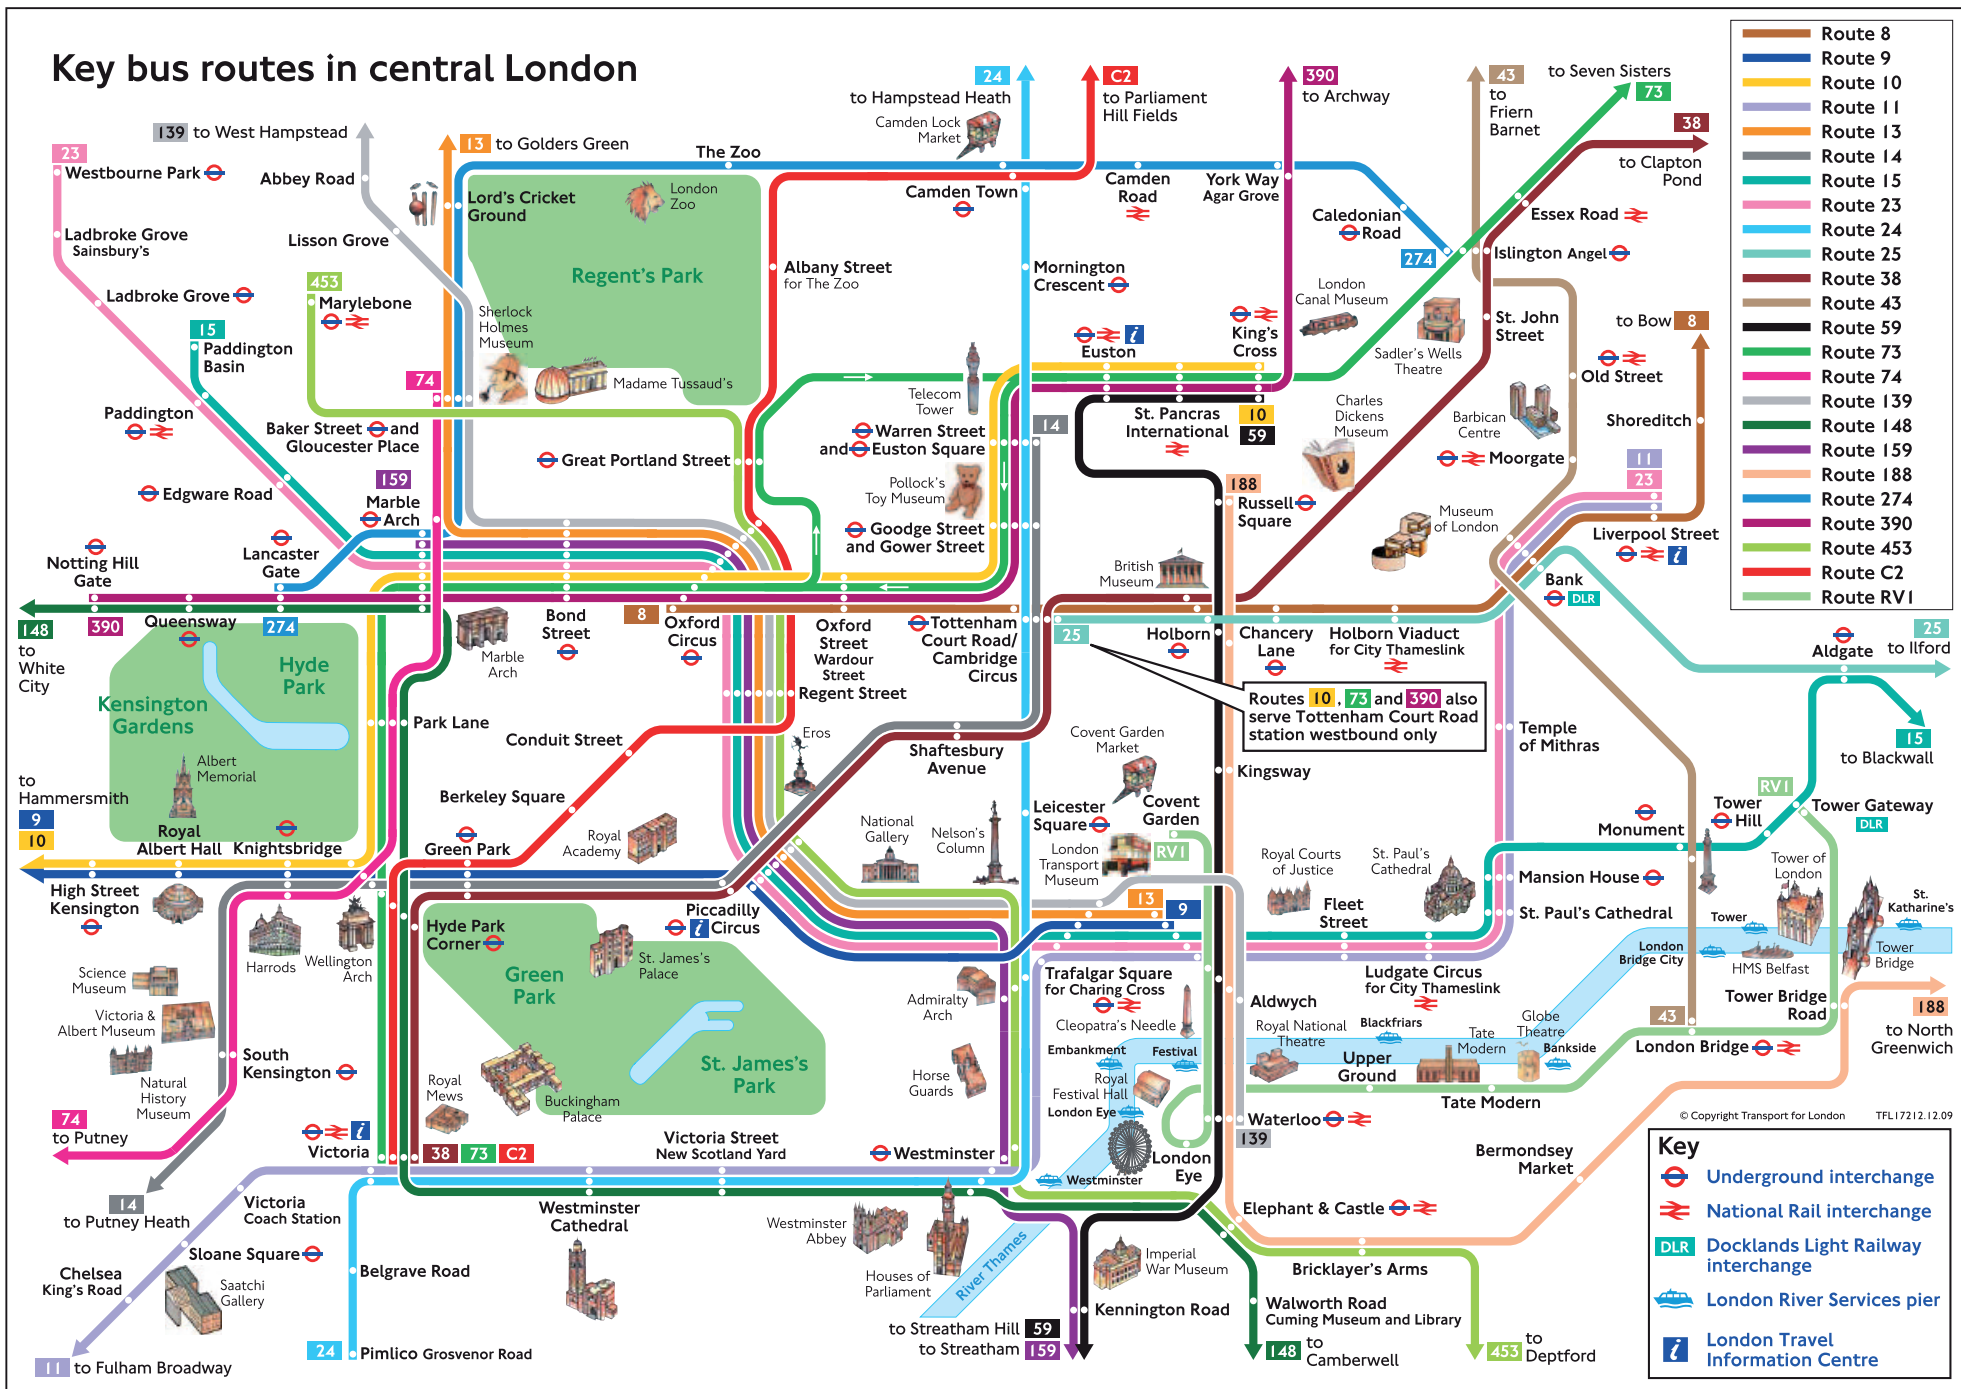 Key bus routes in central London
Route 8
Route 9
Route 10
Route 11
Route 13
Route 14
Route 15
Route 23
Route 24
Route 25
Route 38
Route 43
Route 59
Route 73
Route 74
Route 139
Route 148
Route 159
Route 188
Route 274
Route 390
Route 453
Route C2
Route RV1
24
to Hampstead Heath
Camden Lock
Market
C2
to Parliament
Hill Fields
390
to Archway
43
to
Friern
Barnet
to Seven Sisters
73
38
to Clapton
Pond
139 to West Hampstead
13 to Golders Green
23
Westbourne Park
Abbey Road
The Zoo
London
Zoo
Lord's Cricket
Ground
Camden Town
Camden
Road
York Way
Agar Grove
Caledonian
Road
Essex Road
Ladbroke Grove
Sainsbury's
Lisson Grove
Regent's Park
Albany Street
for The Zoo
Mornington
Crescent
274
Islington Angel
Ladbroke Grove
453
Marylebone
Sherlock
Holmes
Museum
London
Canal Museum
15
Paddington
Basin
Euston
King's
Cross
Sadler's Wells
Theatre
St. John
Street
to Bow 8
74
Madame Tussaud's
Telecom
Tower
Old Street
Paddington
Baker Street and
Gloucester Place
Warren Street
and Euston Square
14
St. Pancras
International
10
59
Charles
Dickens
Museum
Barbican
Centre
Shoreditch
Great Portland Street
Moorgate
11
23
159
Marble
Arch
Edgware Road
Pollock's
Toy Museum
188
Russell
Square
Museum
of London
Lancaster
Gate
Goodge Street
and Gower Street
Liverpool Street
Notting Hill
Gate
British
Museum
Bank
DLR
148
to
White
City
390
Queensway
274
Marble
Arch
Bond
Street
8
Oxford
Circus
Oxford
Street
Wardour
Street
Regent Street
Tottenham
Court Road/
Cambridge
Circus
25
Holborn
Chancery
Lane
Holborn Viaduct
for City Thameslink
Aldgate
25
to Ilford
Hyde
Park
Kensington
Gardens
Park Lane
Routes 10, 73 and 390 also
serve Tottenham Court Road
station westbound only
Conduit Street
Eros
Shaftesbury
Avenue
Covent Garden
Market
Kingsway
Temple
of Mithras
15
to Blackwall
Albert
Memorial
to
Hammersmith
9
10
Royal
Albert Hall
Knightsbridge
Berkeley Square
Green Park
Royal
Academy
National
Gallery
Nelson's
Column
Leicester
Square
Covent
Garden
RV1
London
Transport
Museum
Royal Courts
of Justice
St. Paul's
Cathedral
Monument
Tower
Hill
RV1
Tower Gateway
DLR
Tower of
London
High Street
Kensington
Harrods
Wellington
Arch
Hyde Park
Corner
Piccadilly
Circus
13
9
Fleet
Street
Mansion House
St. Paul's Cathedral
Tower
St.
Katharine's
London
Bridge City
HMS Belfast
Tower
Bridge
Science
Museum
Green
Park
St. James's
Palace
Admiralty
Arch
Trafalgar Square
for Charing Cross
Ludgate Circus
for City Thameslink
Victoria &
Albert Museum
Cleopatra's Needle
Aldwych
Royal National
Theatre
Blackfriars
Globe
Theatre
Tower Bridge
Road
43
188
to North
Greenwich
South
Kensington
Natural
History
Museum
Royal
Mews
Buckingham
Palace
St. James's
Park
Horse
Guards
Embankment
Festival
Royal
Festival Hall
London Eye
Upper
Ground
Tate
Modern
Bankside
London Bridge
Tate Modern
74
to Putney
Victoria
38 73 C2
Victoria Street
New Scotland Yard
Westminster
London
Eye
Waterloo
139
Westminster
Bermondsey
Market
© Copyright Transport for London
TFL17212.12.09
14
to Putney Heath
Victoria
Coach Station
Westminster
Cathedral
Westminster
Abbey
Elephant & Castle
Sloane Square
Chelsea
King's Road
Saatchi
Gallery
Belgrave Road
Houses of
Parliament
River Thames
Imperial
War Museum
Bricklayer's Arms
Kennington Road
Walworth Road
Cuming Museum and Library
11 to Fulham Broadway
24 Pimlico Grosvenor Road
to Streatham Hill 59
to Streatham 159
148 to
Camberwell
453 to
Deptford
Key
Underground interchange
National Rail interchange
DLR Docklands Light Railway
interchange
London River Services pier
London Travel
Information Centre